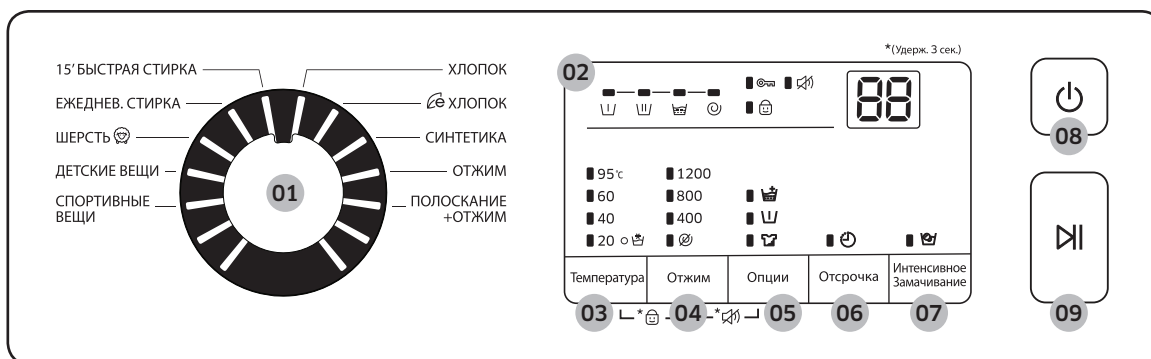 *(Удерж. 3 сек.)
15' БЫСТРАЯ СТИРКА
ЕЖЕДНЕВ. СТИРКА
ШЕРСТЬ
ДЕТСКИЕ ВЕЩИ
СПОРТИВНЫЕ
ВЕЩИ
01
ХЛОПОК
e ХЛОПОК
СИНТЕТИКА
ОТЖИМ
ПОЛОСКАНИЕ
+ОТЖИМ
02
88
95℃
60
40
20
1200
800
400
Температура
Отжим
Опции
Отсрочка
Интенсивное
Замачивание
03
*
04
*
05
06
07
08
09